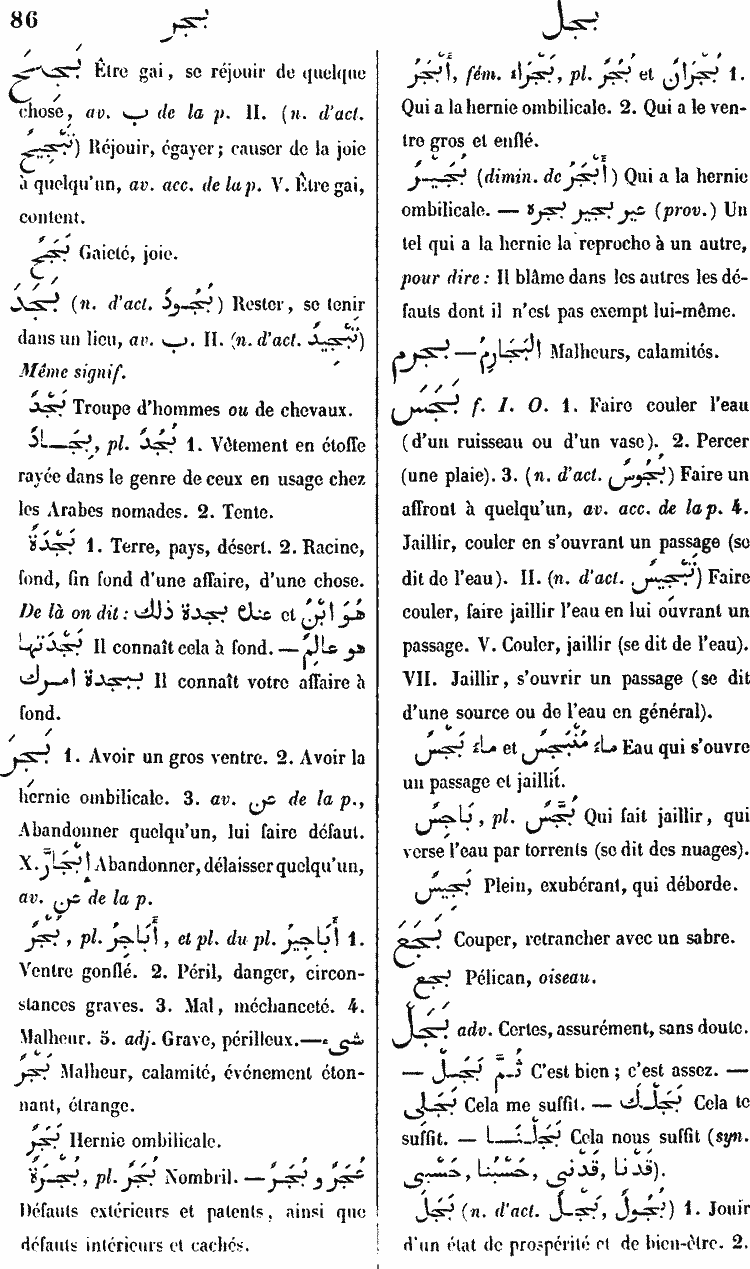 86
بجر
بجل
بَجَحَ Être gai, se réjouir de quelque
chose, av. ب de la p. II. (n. d'act.
تَبْجِيحٌ) Réjouir, égayer; causer de la joie
à quelqu'un, av. acc. de la p. V. Être gai,
content.
بَجَحٌ Gaieté, joie.
بَجَدَ (n. d'act. بُجُودٌ) Rester, se tenir
dans un lieu, av. ب. II. (n. d'act. تَبْجِيدٌ)
Même signif.
بَجْدٌ Troupe d'hommes ou de chevaux.
بِجَادٌ, pl. بُجُدٌ 1. Vêtement en étoffe
rayée dans le genre de ceux en usage chez
les Arabes nomades. 2. Tente.
بَجْدَةٌ 1. Terre, pays, désert. 2. Racine,
fond, fin fond d'une affaire, d'une chose.
De là on dit: عنك بجدة ذلك et هُوَ ابْنُ
بَجْدَتِها Il connaît cela à fond. — هو عالِمٌ
ببجدة امرك Il connaît votre affaire à
fond.
بَجِرَ 1. Avoir un gros ventre. 2. Avoir la
hernie ombilicale. 3. av. عن de la p.,
Abandonner quelqu'un, lui faire défaut.
X. إِبْجَارَّ Abandonner, délaisser quelqu'un,
av. عن de la p.
بُجْرٌ, pl. أَبَاجِرُ, et pl. du pl. أَبَاجِيرُ 1.
Ventre gonflé. 2. Péril, danger, circon-
stances graves. 3. Mal, méchanceté. 4.
Malheur. 5. adj. Grave, périlleux. — شىء
بُجْرٌ Malheur, calamité, événement éton-
nant, étrange.
بَجَرٌ Hernie ombilicale.
بُجْرَةٌ, pl. بُجَرٌ Nombril. — عُجَرٌ و بُجَرٌ
Défauts extérieurs et patents, ainsi que
défauts intérieurs et cachés.
أَبْجَرُ, fém. بَجْرَاءُ, pl. بُجْرٌ et بُجْرَانٌ 1.
Qui a la hernie ombilicale. 2. Qui a le ven-
tre gros et enflé.
بُجَيْرٌ (dimin. de أَبْجَرُ) Qui a la hernie
ombilicale. — عير بجير بجره (prov.) Un
tel qui a la hernie la reproche à un autre,
pour dire: Il blâme dans les autres les dé-
fauts dont il n'est pas exempt lui-même.
بجرم — البَجَارِمُ Malheurs, calamités.
بَجَسَ f. I. O. 1. Faire couler l'eau
(d'un ruisseau ou d'un vase). 2. Percer
(une plaie). 3. (n. d'act. بُجُوسٌ) Faire un
affront à quelqu'un, av. acc. de la p. 4.
Jaillir, couler en s'ouvrant un passage (se
dit de l'eau). II. (n. d'act. تَبْجِيسٌ) Faire
couler, faire jaillir l'eau en lui ouvrant un
passage. V. Couler, jaillir (se dit de l'eau).
VII. Jaillir, s'ouvrir un passage (se dit
d'une source ou de l'eau en général).
ماءٌ بَجْسٌ et ماءٌ مُنْبَجِسٌ Eau qui s'ouvre
un passage et jaillit.
بَاجِسٌ, pl. بُجَّسٌ Qui fait jaillir, qui
verse l'eau par torrents (se dit des nuages).
بَجِيسٌ Plein, exubérant, qui déborde.
بَجَعَ Couper, retrancher avec un sabre.
بجع Pélican, oiseau.
بَجَلْ adv. Certes, assurément, sans doute.
— ثُمَّ بَجَلْ C'est bien; c'est assez. —
بَجَلِى Cela me suffit. — بَجَلْكَ Cela te
suffit. — بَجَلْنَا Cela nous suffit (syn.
قَدْنَا, قَدْنِى, حَسْبُنا, حَسْبِى).
بَجَلَ (n. d'act. بَجْلٌ, بُجُولٌ) 1. Jouir
d'un état de prospérité et de bien-être. 2.